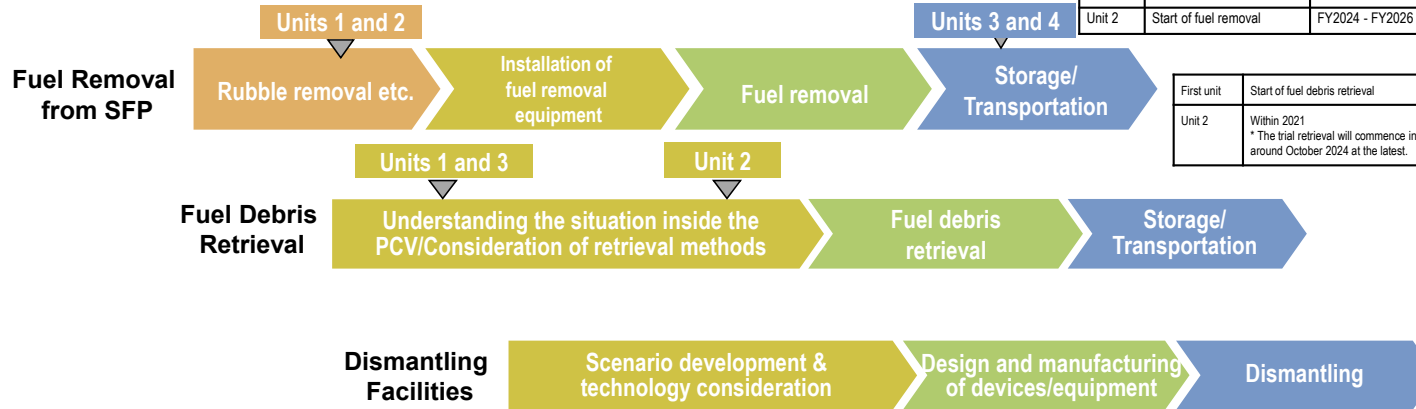 Units 1 and 2
Units 3 and 4
Unit 2 Start of fuel removal FY2024 - FY2026
Fuel Removal
from SFP
Rubble removal etc.
Installation of
fuel removal
equipment
Fuel removal
Storage/
Transportation
First unit Start of fuel debris retrieval
Unit 2 Within 2021
* The trial retrieval will commence in
around October 2024 at the latest.
Units 1 and 3
Unit 2
Fuel Debris
Retrieval
Understanding the situation inside the
PCV/Consideration of retrieval methods
Fuel debris
retrieval
Storage/
Transportation
Dismantling
Facilities
Scenario development &
technology consideration
Design and manufacturing
of devices/equipment
Dismantling